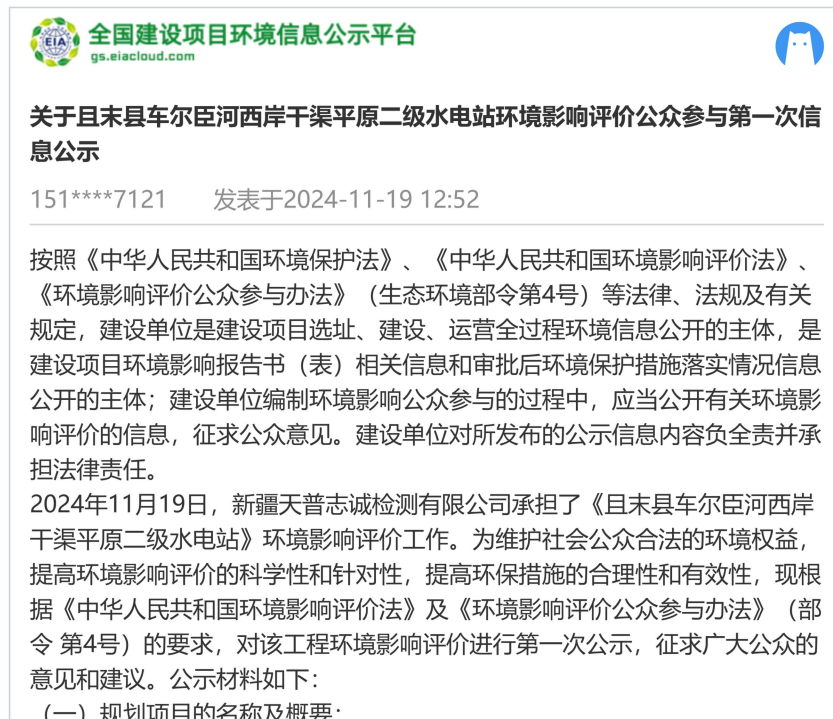 EIA
全国建设项目环境信息公示平台
gs.eiacloud.com
关于且末县车尔臣河西岸干渠平原二级水电站环境影响评价公众参与第一次信
息公示
151****7121 发表于2024-11-19 12:52
按照《中华人民共和国环境保护法》、《中华人民共和国环境影响评价法》、
《环境影响评价公众参与办法》（生态环境部令第4号）等法律、法规及有关
规定，建设单位是建设项目选址、建设、运营全过程环境信息公开的主体，是
建设项目环境影响报告书（表）相关信息和审批后环境保护措施落实情况信息
公开的主体；建设单位编制环境影响公众参与的过程中，应当公开有关环境影
响评价的信息，征求公众意见。建设单位对所发布的公示信息内容负全责并承
担法律责任。
2024年11月19日，新疆天普志诚检测有限公司承担了《且末县车尔臣河西岸
干渠平原二级水电站》环境影响评价工作。为维护社会公众合法的环境权益，
提高环境影响评价的科学性和针对性，提高环保措施的合理性和有效性，现根
据《中华人民共和国环境影响评价法》及《环境影响评价公众参与办法》（部
令 第4号）的要求，对该工程环境影响评价进行第一次公示，征求广大公众的
意见和建议。公示材料如下：
（一）规划项目的名称及概要：